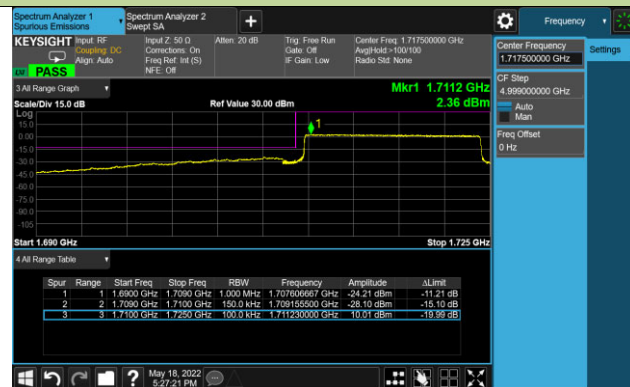 Spectrum Analyzer 1
Spurious Emissions
Spectrum Analyzer 2
Swept SA
Frequency
KEYSIGHT
Input: RF
Coupling: DC
Align: Auto
LV PASS
Input Z: 50 Ω
Corrections: On
Freq Ref: Int (S)
NFE: Off
Atten: 20 dB
Trig: Free Run
Gate: Off
IF Gain: Low
Center Freq: 1.717500000 GHz
Avg|Hold:>100/100
Radio Std: None
Center Frequency
1.717500000 GHz
Settings
CF Step
4.999000000 GHz
Auto
Man
Freq Offset
0 Hz
3 All Range Graph
Mkr1 1.7112 GHz
Scale/Div 15.0 dB
Ref Value 30.00 dBm
2.36 dBm
Log
15.0
0.00
-15.0
-30.0
-45.0
-60.0
-75.0
-90.0
-105
1
Start 1.690 GHz
Stop 1.725 GHz
4 All Range Table
Spur Range Start Freq Stop Freq RBW Frequency Amplitude ΔLimit
1 1 1.6900 GHz 1.7090 GHz 1.000 MHz 1.707606667 GHz -24.21 dBm -11.21 dB
2 2 1.7090 GHz 1.7100 GHz 150.0 kHz 1.709155500 GHz -28.10 dBm -15.10 dB
3 3 1.7100 GHz 1.7250 GHz 100.0 kHz 1.711230000 GHz 10.01 dBm -19.99 dB
May 18, 2022
5:27:21 PM